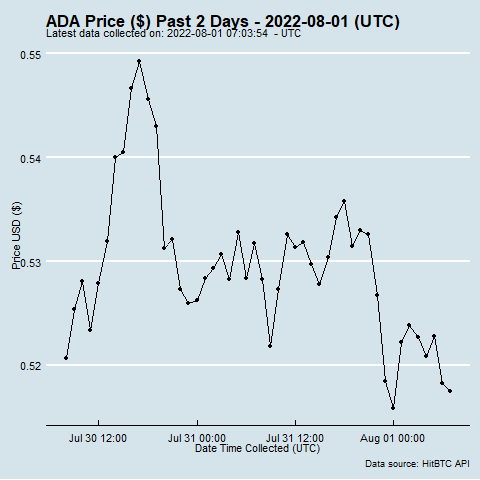 ADA Price ($) Past 2 Days - 2022-08-01 (UTC)
Latest data collected on: 2022-08-01 07:03:54 - UTC
0.55
0.54
0.53
0.52
Price USD ($)
Jul 30 12:00 Jul 31 00:00 Jul 31 12:00 Aug 01 00:00
Date Time Collected (UTC)
Data source: HitBTC API